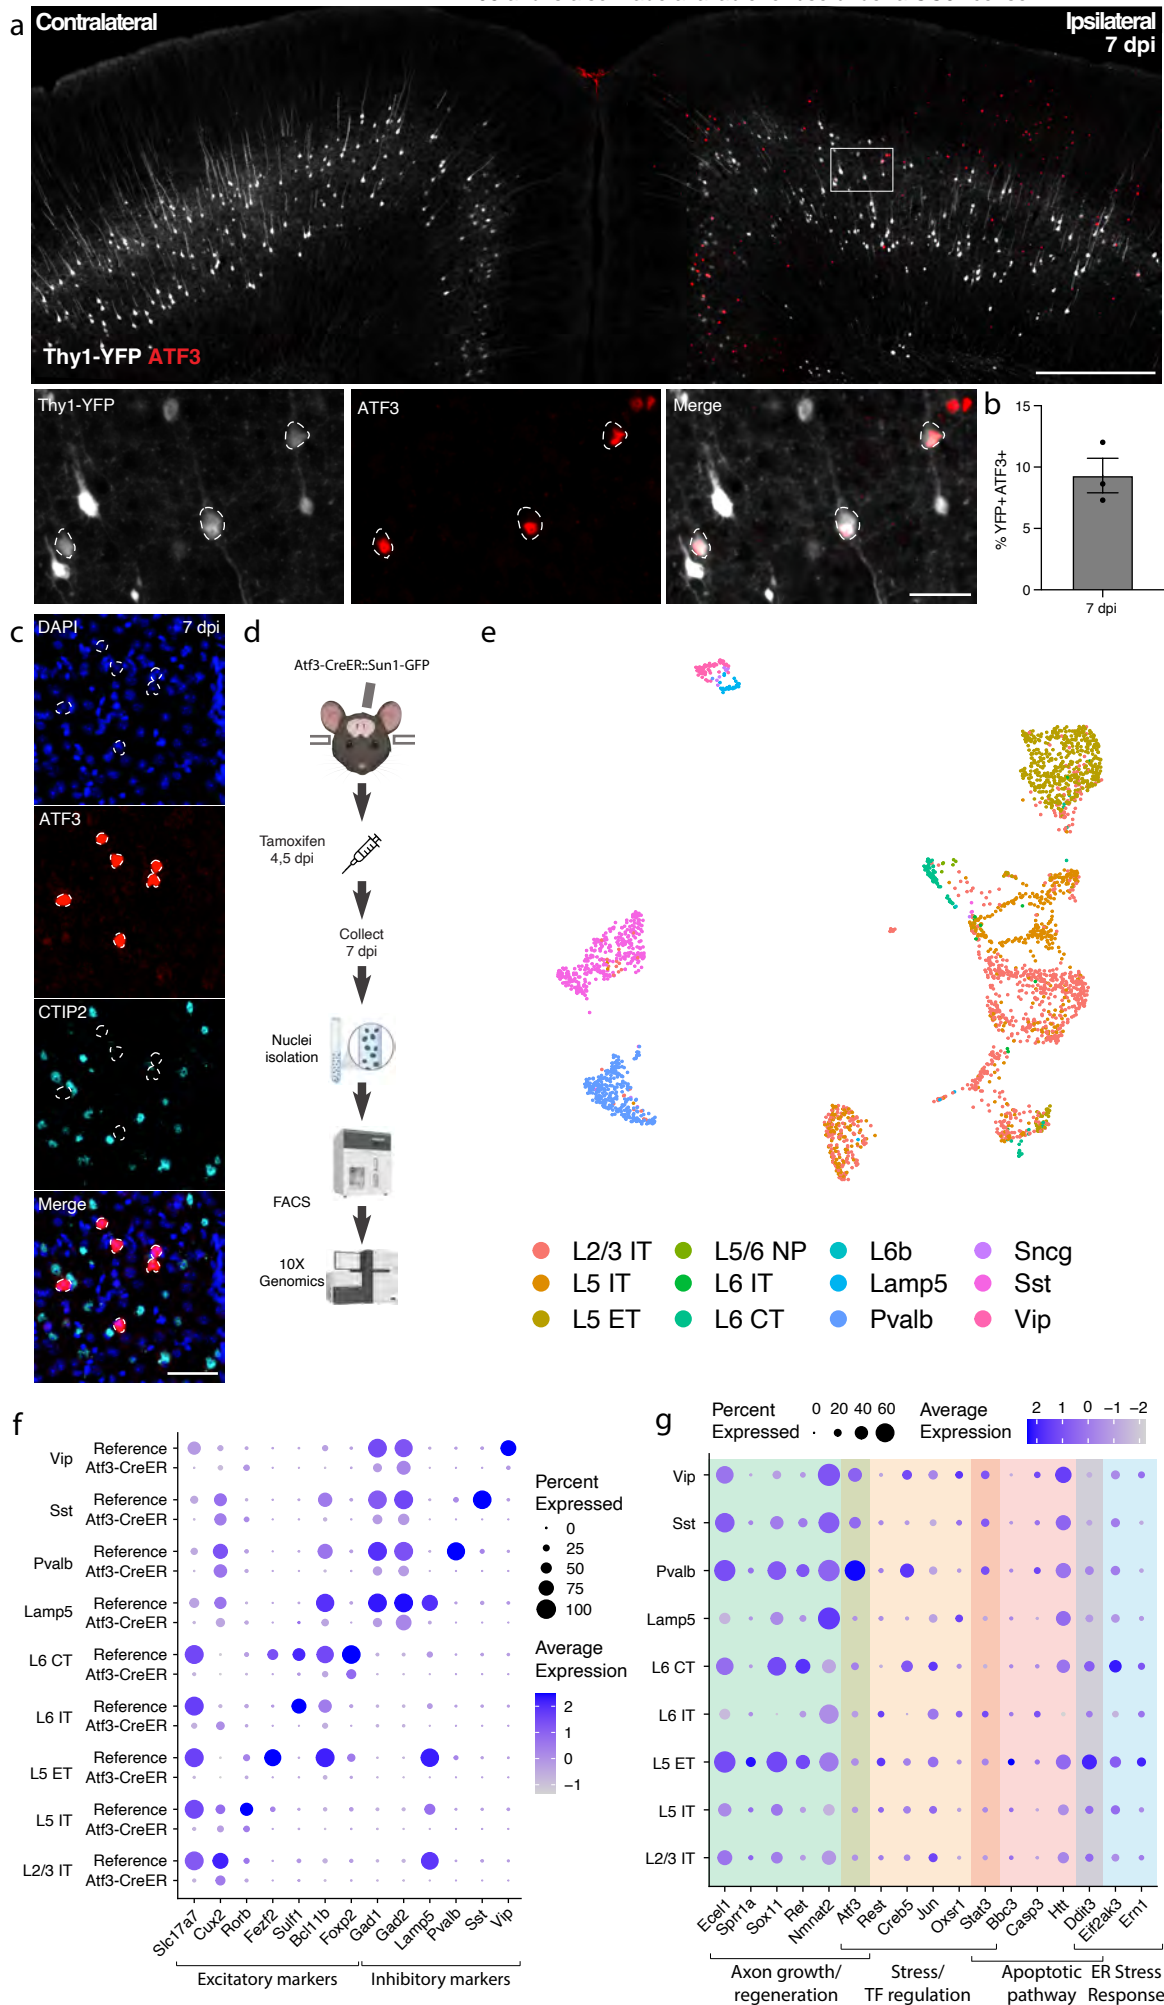 a
Contralateral
Ipsilateral
7 dpi
Thy1-YFP ATF3
Thy1-YFP
ATF3
Merge
b
15
10
5
0
% YFP+ ATF3+
7 dpi
c
DAPI
7 dpi
ATF3
CTIP2
Merge
d
Atf3-CreER::Sun1-GFP
Tamoxifen
4,5 dpi
Collect
7 dpi
Nuclei
isolation
FACS
10X
Genomics
e
L2/3 IT
L5 IT
L5 ET
L5/6 NP
L6 IT
L6 CT
L6b
Lamp5
Pvalb
Sncg
Sst
Vip
f
Vip Reference
Atf3-CreER
Sst Reference
Atf3-CreER
Pvalb Reference
Atf3-CreER
Lamp5 Reference
Atf3-CreER
L6 CT Reference
Atf3-CreER
L6 IT Reference
Atf3-CreER
L5 ET Reference
Atf3-CreER
L5 IT Reference
Atf3-CreER
L2/3 IT Reference
Atf3-CreER
Slc17a7 Cux2 Rorb Fezf2 Sulf1 Bcl11b Foxp2 Gad1 Gad2 Lamp5 Pvalb Sst Vip
Excitatory markers
Inhibitory markers
Percent
Expressed
0
25
50
75
100
Average
Expression
2
1
0
−1
g
Percent
Expressed
0 20 40 60
Average
Expression
2 1 0 −1 −2
Vip
Sst
Pvalb
Lamp5
L6 CT
L6 IT
L5 ET
L5 IT
L2/3 IT
Ecel1 Sprr1a Sox11 Ret Nmnat2 Atf3 Rest Creb5 Jun Oxsr1 Stat3 Bbc3 Casp3 Htt Ddit3 Eif2ak3 Ern1
Axon growth/
regeneration
Stress/
TF regulation
Apoptotic
pathway
ER Stress
Response